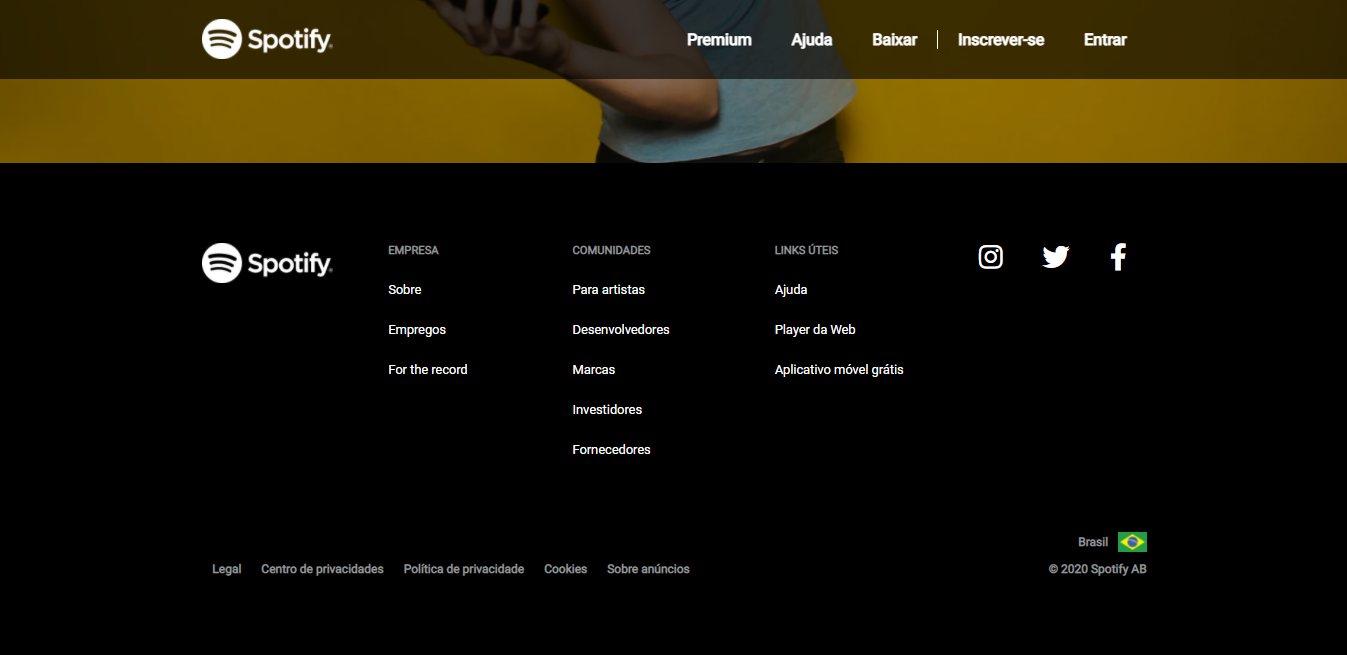 Spotify®
Premium Ajuda Baixar Inscrever-se Entrar
Spotify®
EMPRESA
Sobre
Empregos
For the record
COMUNIDADES
Para artistas
Desenvolvedores
Marcas
Investidores
Fornecedores
LINKS ÚTEIS
Ajuda
Player da Web
Aplicativo móvel grátis
Brasil
Legal Centro de privacidades Política de privacidade Cookies Sobre anúncios
© 2020 Spotify AB